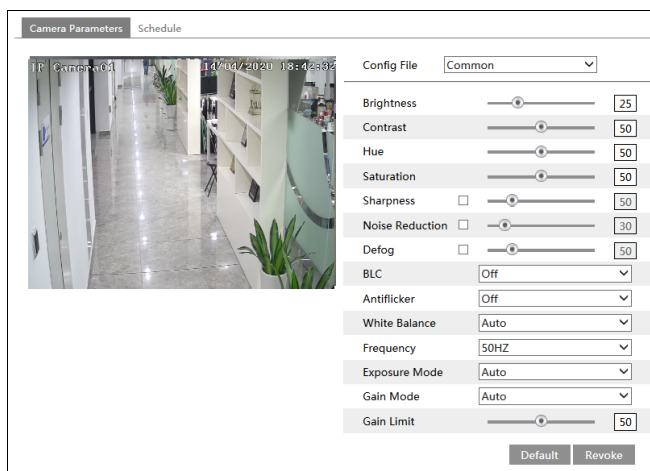 Camera Parameters Schedule
IP Camera01 14/04/2020 18:42:32
Config File Common
Brightness 25
Contrast 50
Hue 50
Saturation 50
Sharpness 50
Noise Reduction 30
Defog 50
BLC Off
Antiflicker Off
White Balance Auto
Frequency 50HZ
Exposure Mode Auto
Gain Mode Auto
Gain Limit 50
Default Revoke